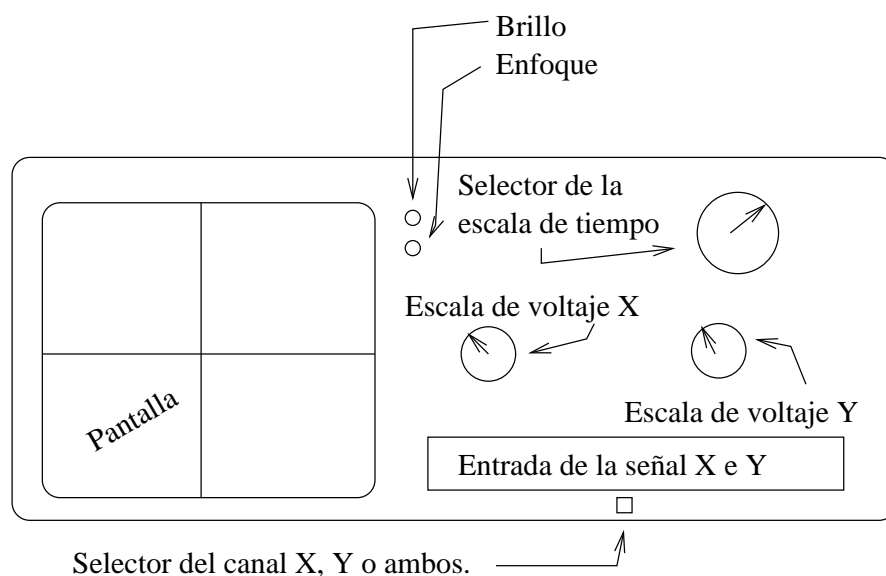 Brillo
Enfoque
Selector de la
escala de tiempo
Escala de voltaje X
Pantalla
Escala de voltaje Y
Entrada de la señal X e Y
Selector del canal X, Y o ambos.